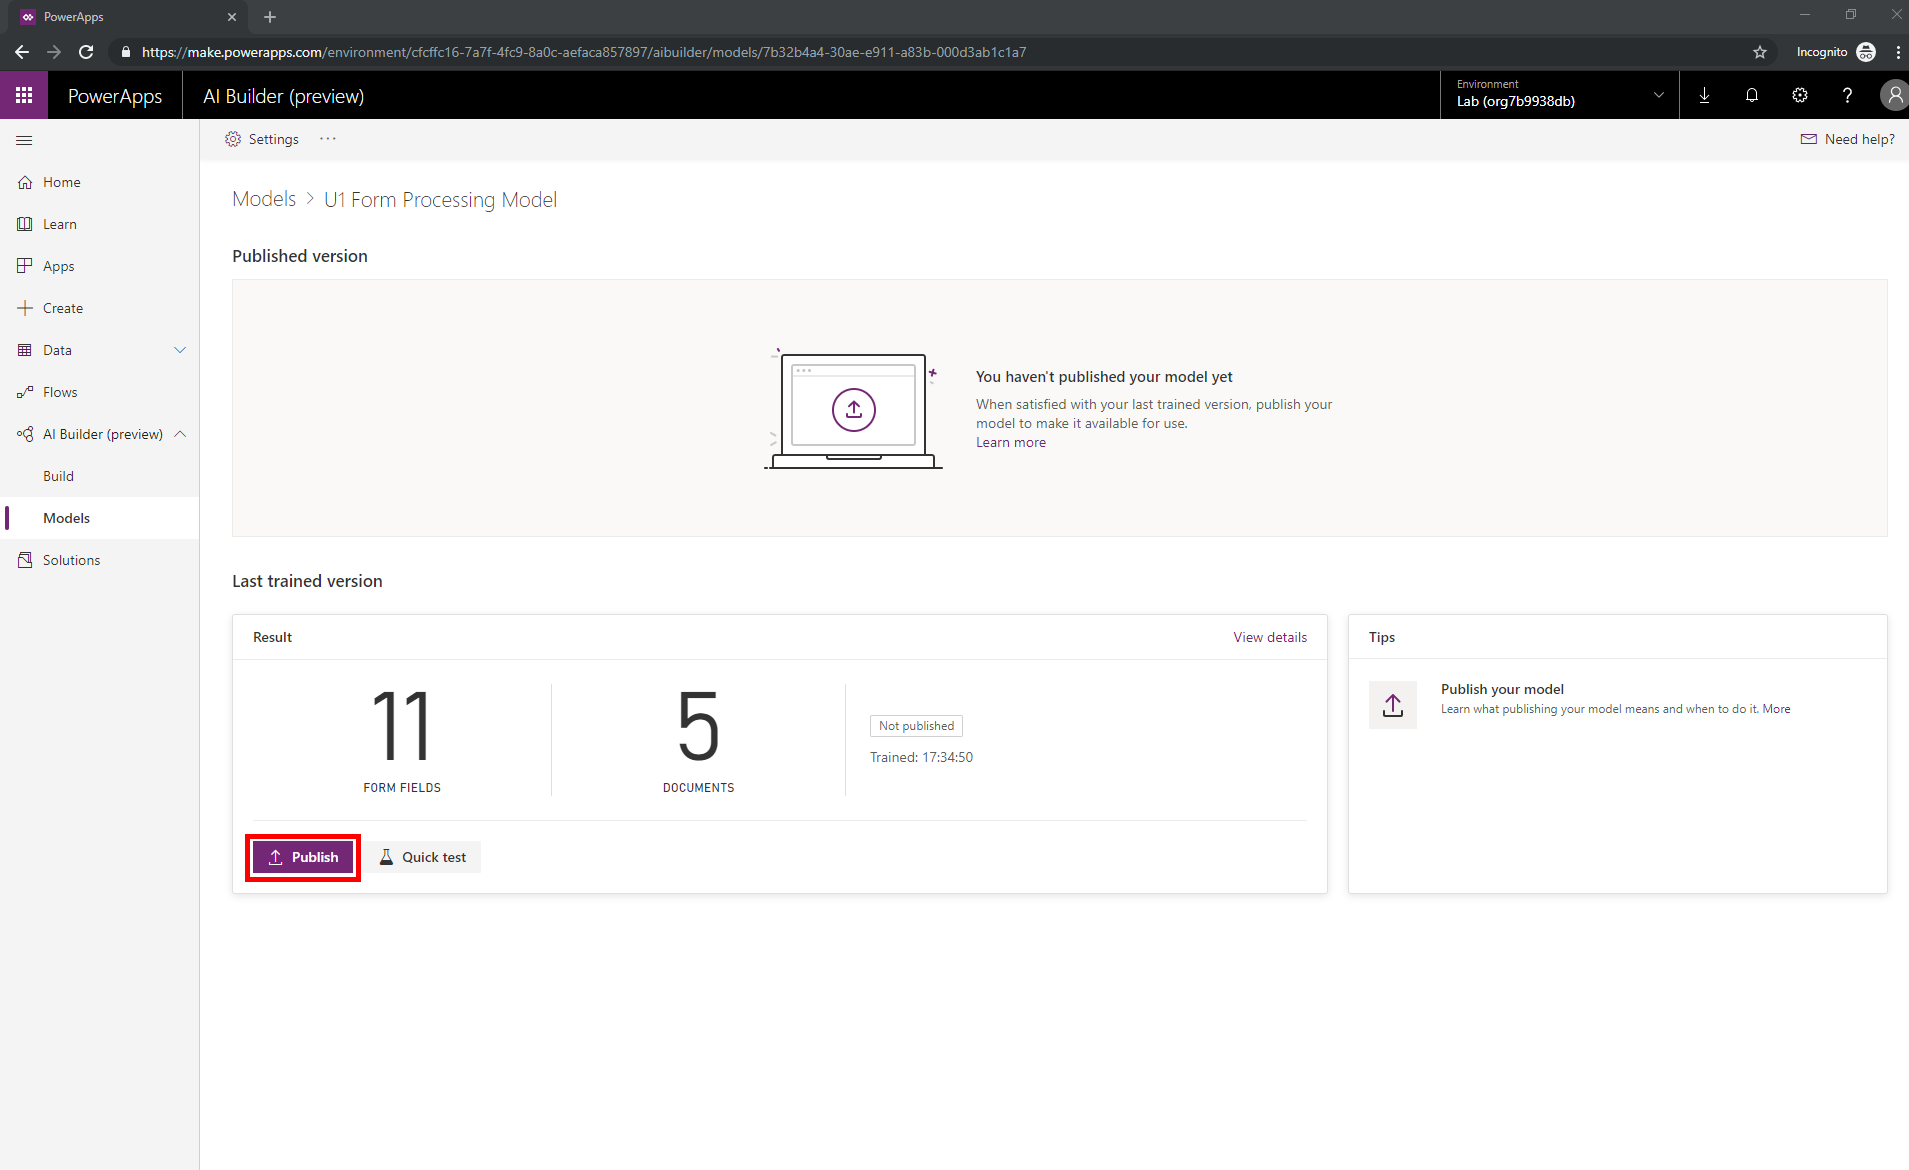 PowerApps
https://make.powerapps.com/environment/cfcffc16-7a7f-4fc9-8a0c-aefaca857897/aibuilder/models/7b32b4a4-30ae-e911-a83b-000d3ab1c1a7
Incognito
PowerApps
AI Builder (preview)
Environment
Lab (org7b9938db)
Settings
Need help?
Home
Learn
Apps
Create
Data
Flows
AI Builder (preview)
Build
Models
Solutions
Models > U1 Form Processing Model
Published version
You haven't published your model yet
When satisfied with your last trained version, publish your
model to make it available for use.
Learn more
Last trained version
Result
View details
11
FORM FIELDS
5
DOCUMENTS
Not published
Trained: 17:34:50
Publish
Quick test
Tips
Publish your model
Learn what publishing your model means and when to do it. More